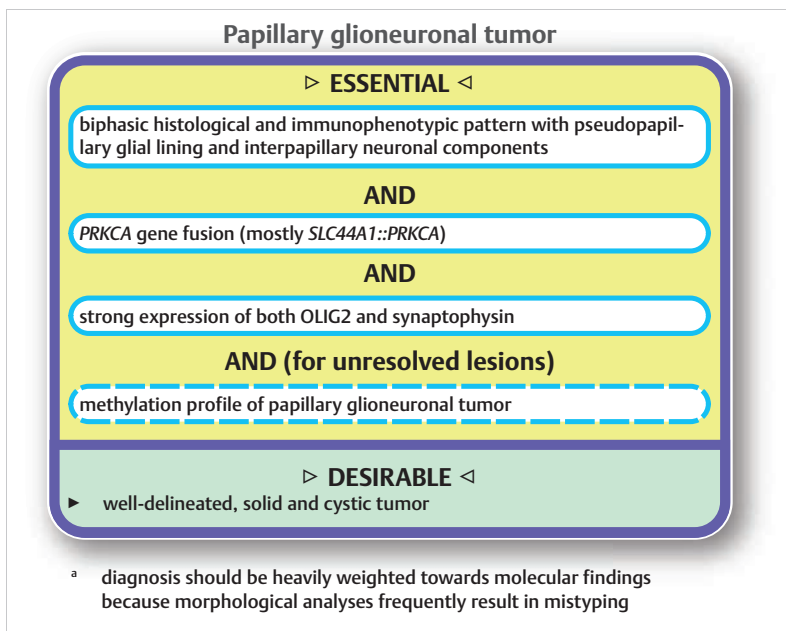 Papillary glioneuronal tumor
▷ ESSENTIAL ◁
biphasic histological and immunophenotypic pattern with pseudopapil-
lary glial lining and interpapillary neuronal components
AND
PRKCA gene fusion (mostly SLC44A1::PRKCA)
AND
strong expression of both OLIG2 and synaptophysin
AND (for unresolved lesions)
methylation profile of papillary glioneuronal tumor
▷ DESIRABLE ◁
► well-delineated, solid and cystic tumor
a diagnosis should be heavily weighted towards molecular findings
because morphological analyses frequently result in mistyping